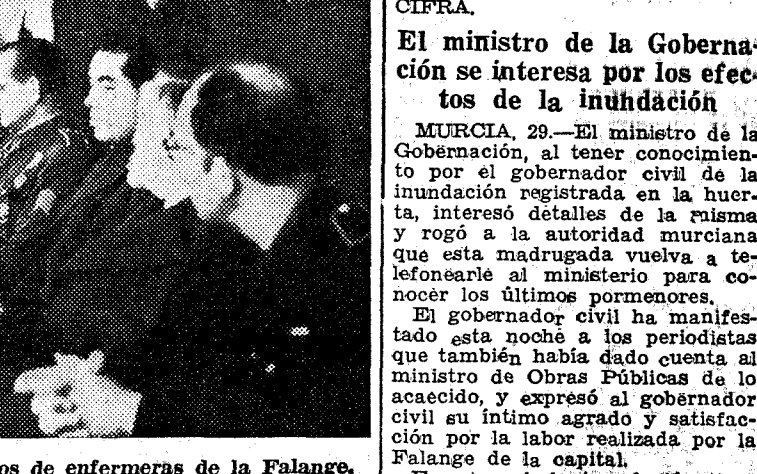 os de enfermeras de la Falange.
CIFRA.
El ministro de la Goberna-
ción se interesa por los efec-
tos de la inundación
MURCIA, 29.—El ministro de la
Gobernación, al tener conocimien-
to por el gobernador civil de la
inundación registrada en la huer-
ta, interesó detalles de la misma
y rogó a la autoridad murciana
que esta madrugada vuelva a te-
lefonearle al ministerio para co-
nocer los últimos pormenores.
El gobernador civil ha manifes-
tado esta noche a los periodistas
que también había dado cuenta al
ministro de Obras Públicas de lo
acaecido, y expresó al gobernador
civil su íntimo agrado y satisfac-
ción por la labor realizada por la
Falange de la capital.